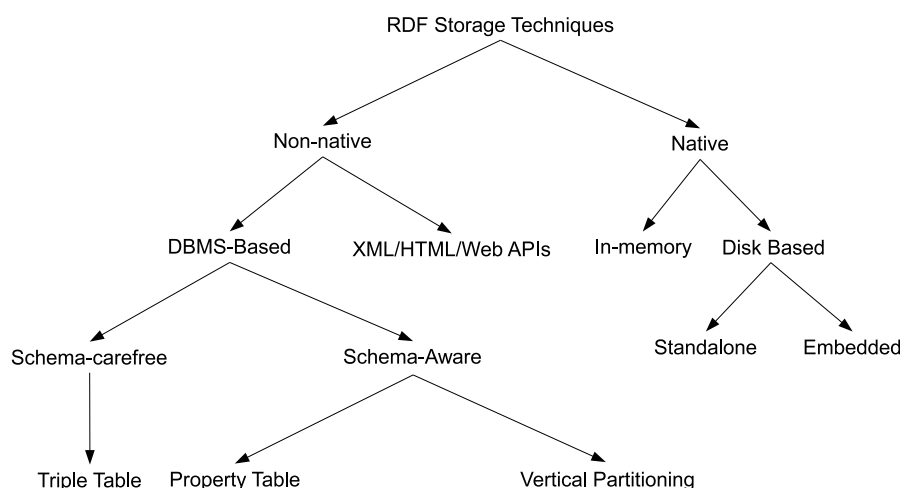 RDF Storage Techniques
Non-native
Native
DBMS-Based
XML/HTML/Web APIs
In-memory
Disk Based
Schema-carefree
Schema-Aware
Standalone
Embedded
Triple Table
Property Table
Vertical Partitioning